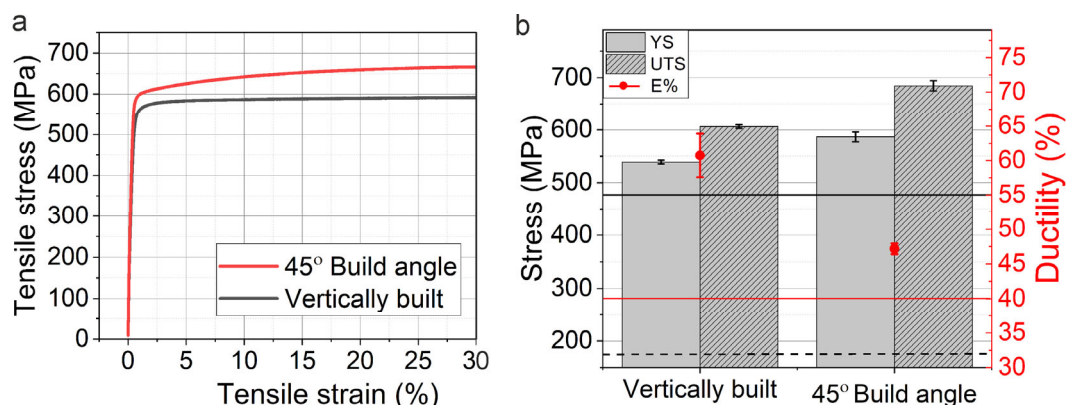 a
Tensile stress (MPa)
700
600
500
400
300
200
100
0
45° Build angle
Vertically built
0
5
10
15
20
25
30
Tensile strain (%)
b
Stress (MPa)
700
600
500
400
300
200
YS
UTS
E%
75
70
65
60
55
50
45
40
35
30
Ductility (%)
Vertically built
45° Build angle